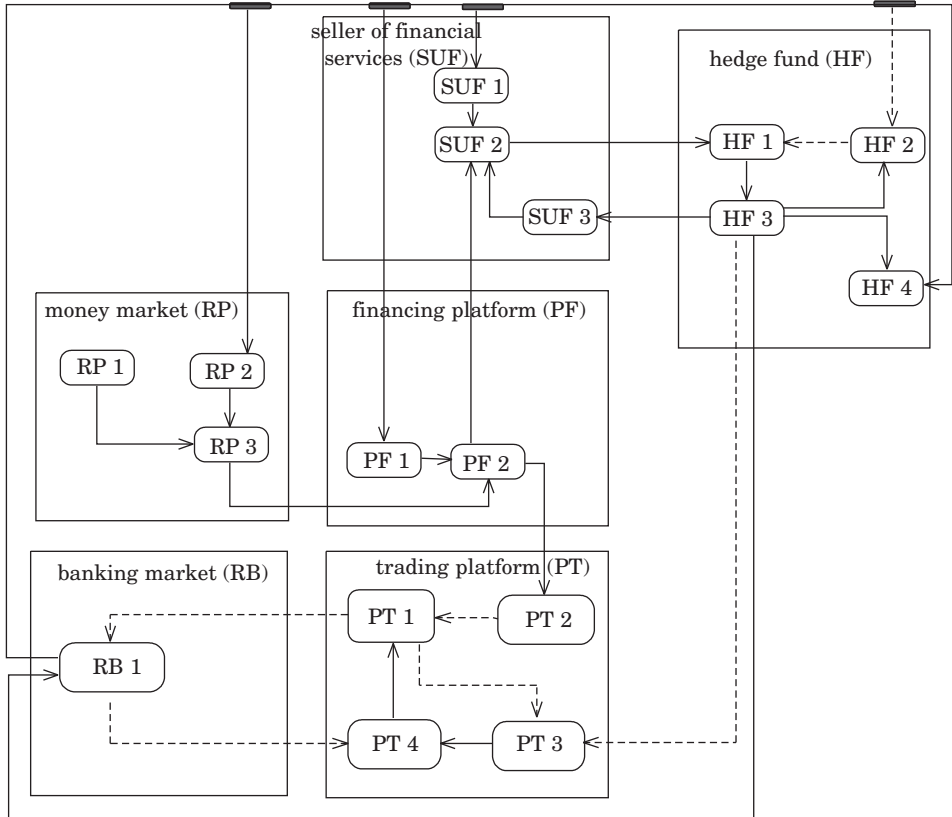 seller of financial
services (SUF)
SUF 1
SUF 2
SUF 3
hedge fund (HF)
HF 1
HF 2
HF 3
HF 4
money market (RP)
RP 1
RP 2
RP 3
financing platform (PF)
PF 1
PF 2
banking market (RB)
RB 1
trading platform (PT)
PT 1
PT 2
PT 4
PT 3